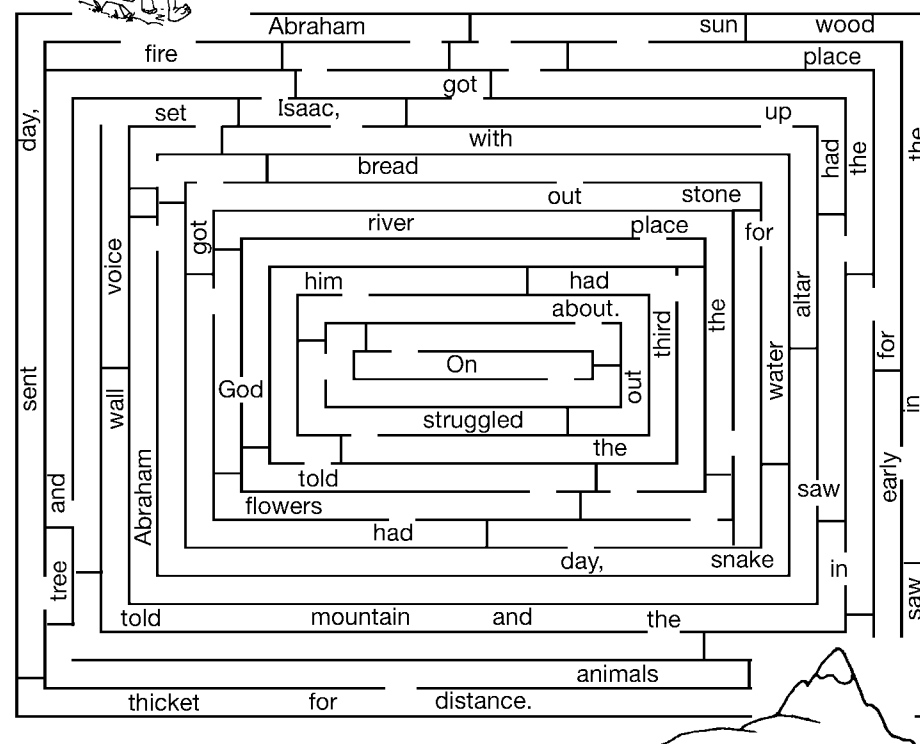 Abraham sun wood
fire place
got
set Isaac, up
day, with had the the
bread
out stone
got river place for
voice him had altar
about. third the
On for
sent wall God out water in
struggled
the
and Abraham told saw early
flowers
had
tree day, snake in saw
told mountain and the
animals
thicket for distance.